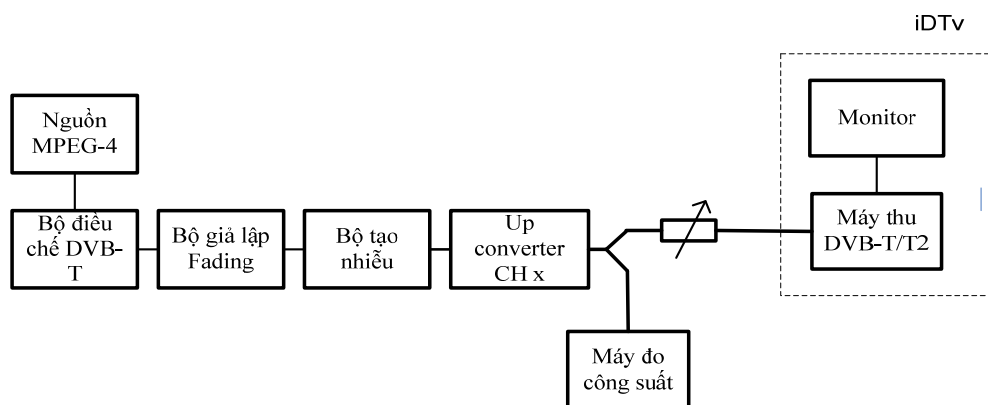 iDTv
Nguồn
MPEG-4
Monitor
Bộ điều
chế DVB-
T
Bộ giả lập
Fading
Bộ tạo
nhiễu
Up
converter
CH x
Máy thu
DVB-T/T2
Máy đo
công suất